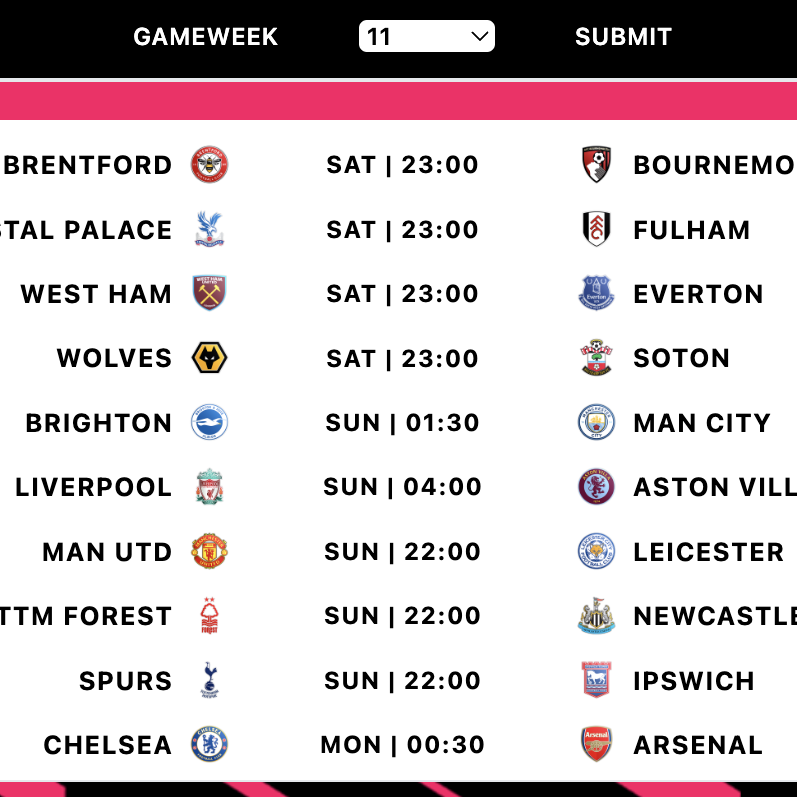 GAMEWEEK 11 SUBMIT
BRENTFORD SAT | 23:00 BOURNEMO
STAL PALACE SAT | 23:00 FULHAM
WEST HAM SAT | 23:00 EVERTON
WOLVES SAT | 23:00 SOTON
BRIGHTON SUN | 01:30 MAN CITY
LIVERPOOL SUN | 04:00 ASTON VILL
MAN UTD SUN | 22:00 LEICESTER
TTM FOREST SUN | 22:00 NEWCASTLE
SPURS SUN | 22:00 IPSWICH
CHELSEA MON | 00:30 ARSENAL